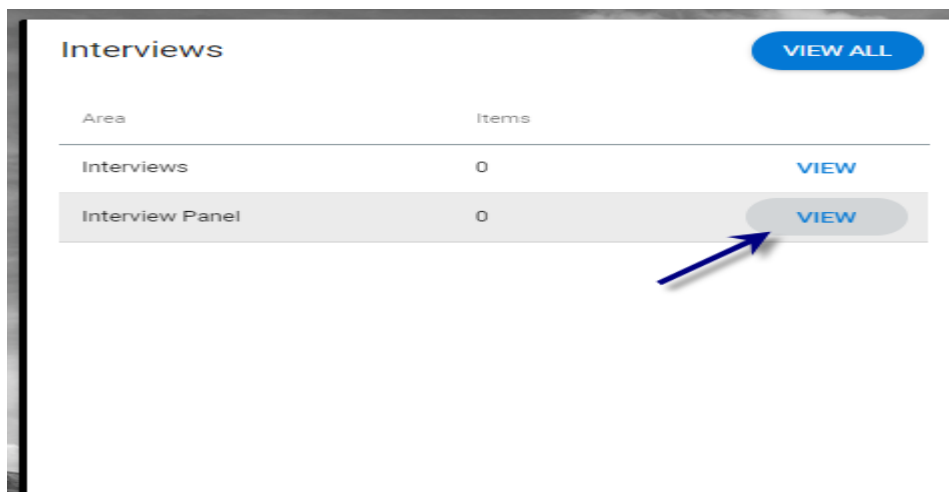 Interviews VIEW ALL
Area Items
Interviews 0 VIEW
Interview Panel 0 VIEW